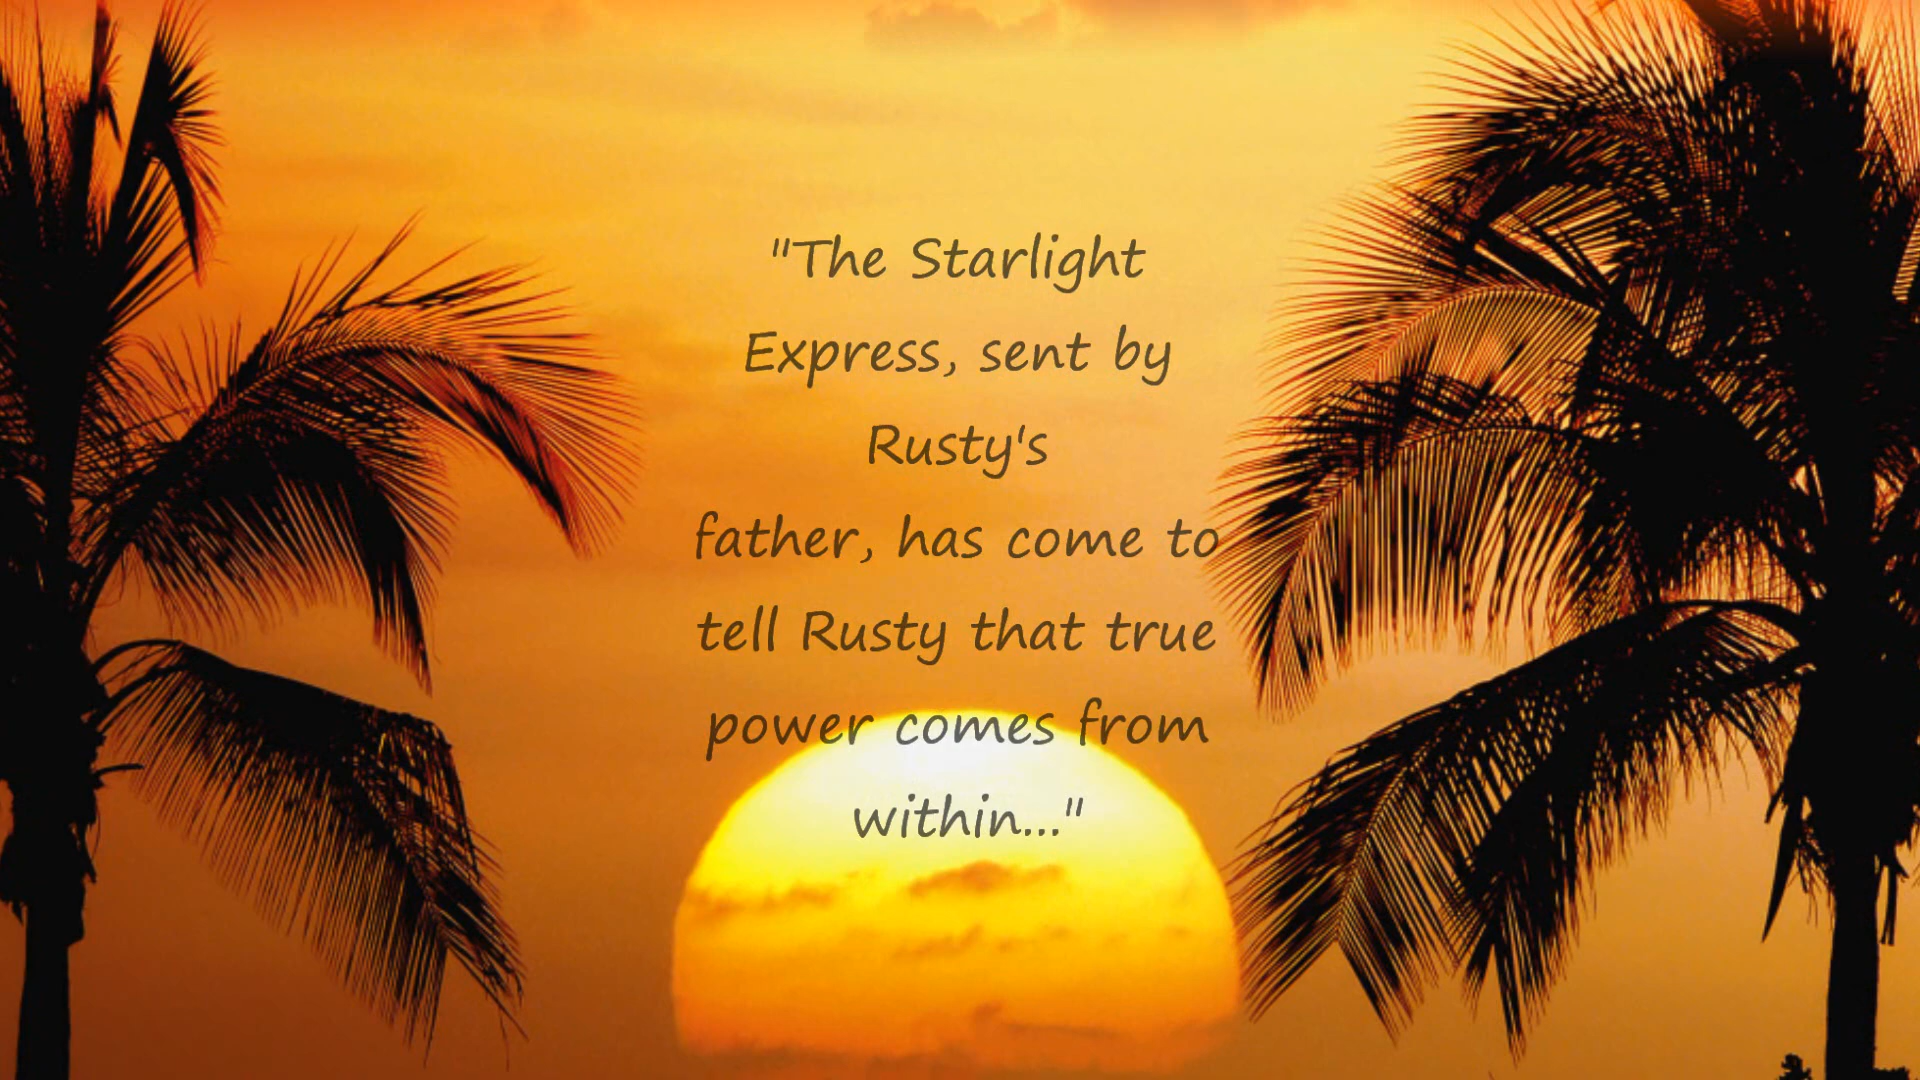 "The Starlight
Express, sent by
Rusty's
father, has come to
tell Rusty that true
power comes from
within..."